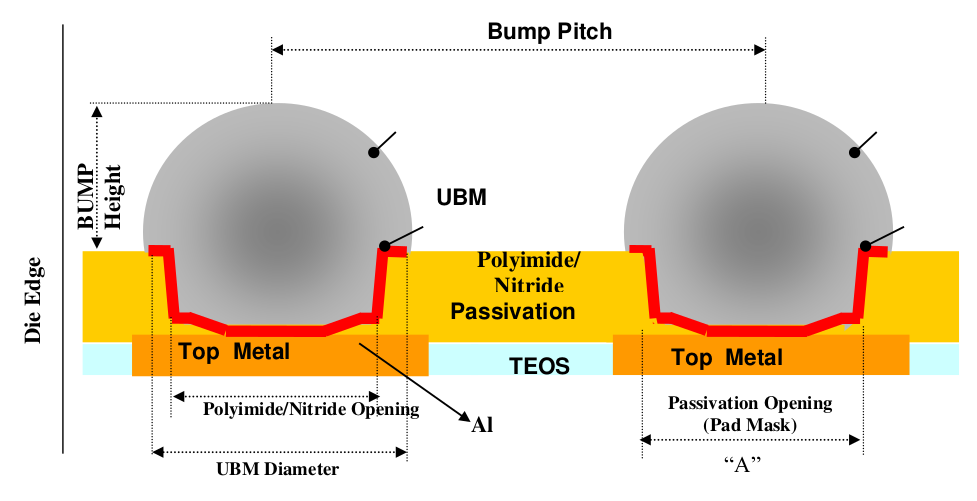 Bump Pitch
BUMP
Height
UBM
Die Edge
Polyimide/
Nitride
Passivation
Top Metal
Top Metal
TEOS
Polyimide/Nitride Opening
Al
Passivation Opening
(Pad Mask)
UBM Diameter
“A”